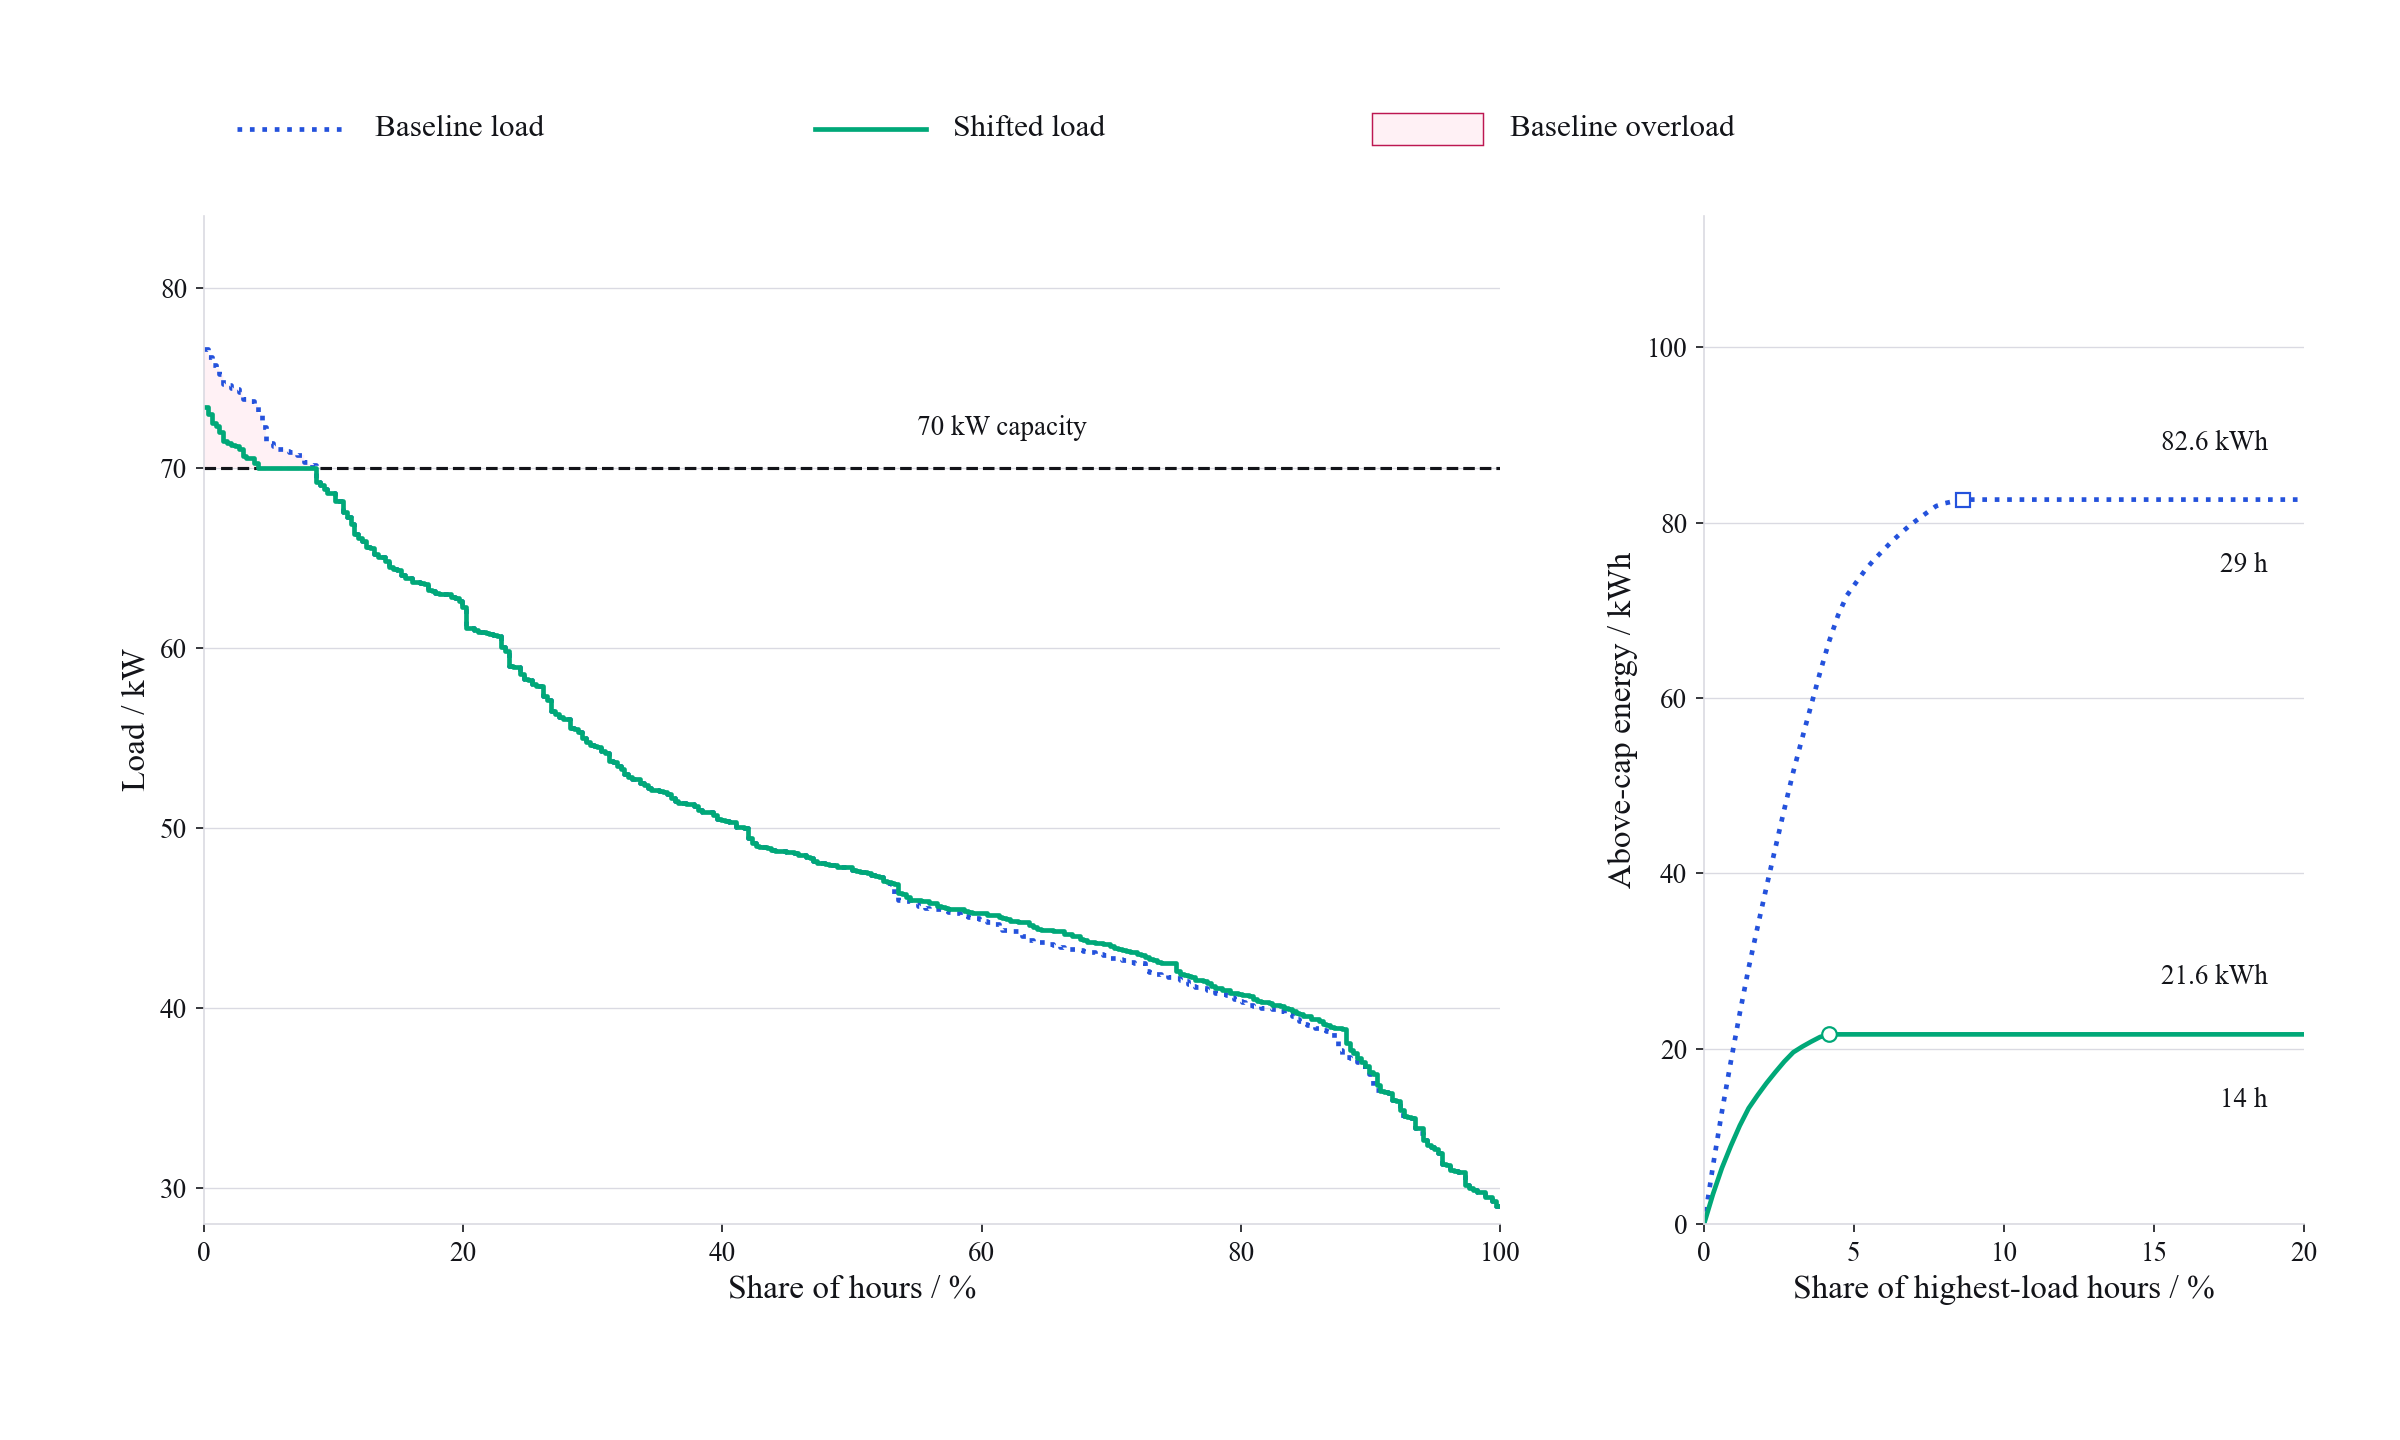 Baseline load
Shifted load
Baseline overload
80
70
60
50
40
30
Load / kW
70 kW capacity
0
20
40
60
80
100
Share of hours / %
100
80
60
40
20
0
Above-cap energy / kWh
82.6 kWh
29 h
21.6 kWh
14 h
0
5
10
15
20
Share of highest-load hours / %